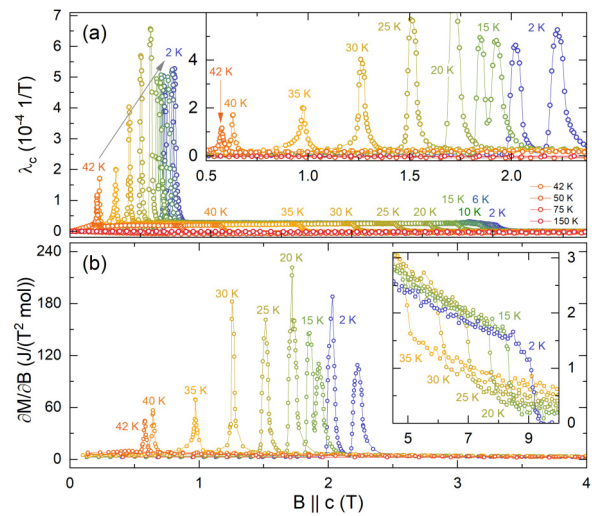 (a)
2 K
42 K
λc (10-4 1/T)
7
6
5
4
3
2
1
0
42 K
40 K
35 K
30 K
25 K
20 K
15 K
2 K
0.5
1.0
1.5
2.0
42 K
50 K
75 K
150 K
40 K
35 K
30 K
25 K
20 K
15 K
10 K
6 K
2 K
(b)
∂M/∂B (J/(T2 mol))
240
180
120
60
0
42 K
40 K
35 K
30 K
25 K
20 K
15 K
2 K
15 K
2 K
35 K
30 K
25 K
20 K
3
2
1
0
5
6
7
8
9
0
1
2
3
4
B || c (T)